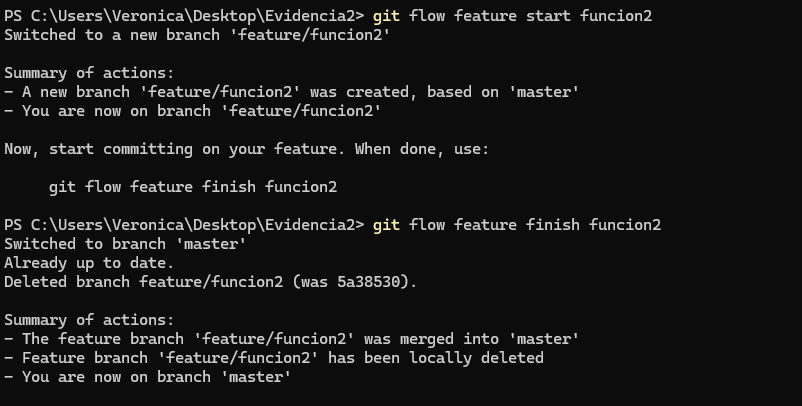 PS C:\Users\Veronica\Desktop\Evidencia2> git flow feature start funcion2
Switched to a new branch 'feature/funcion2'
Summary of actions:
- A new branch 'feature/funcion2' was created, based on 'master'
- You are now on branch 'feature/funcion2'
Now, start committing on your feature. When done, use:
git flow feature finish funcion2
PS C:\Users\Veronica\Desktop\Evidencia2> git flow feature finish funcion2
Switched to branch 'master'
Already up to date.
Deleted branch feature/funcion2 (was 5a38530).
Summary of actions:
- The feature branch 'feature/funcion2' was merged into 'master'
- Feature branch 'feature/funcion2' has been locally deleted
- You are now on branch 'master'